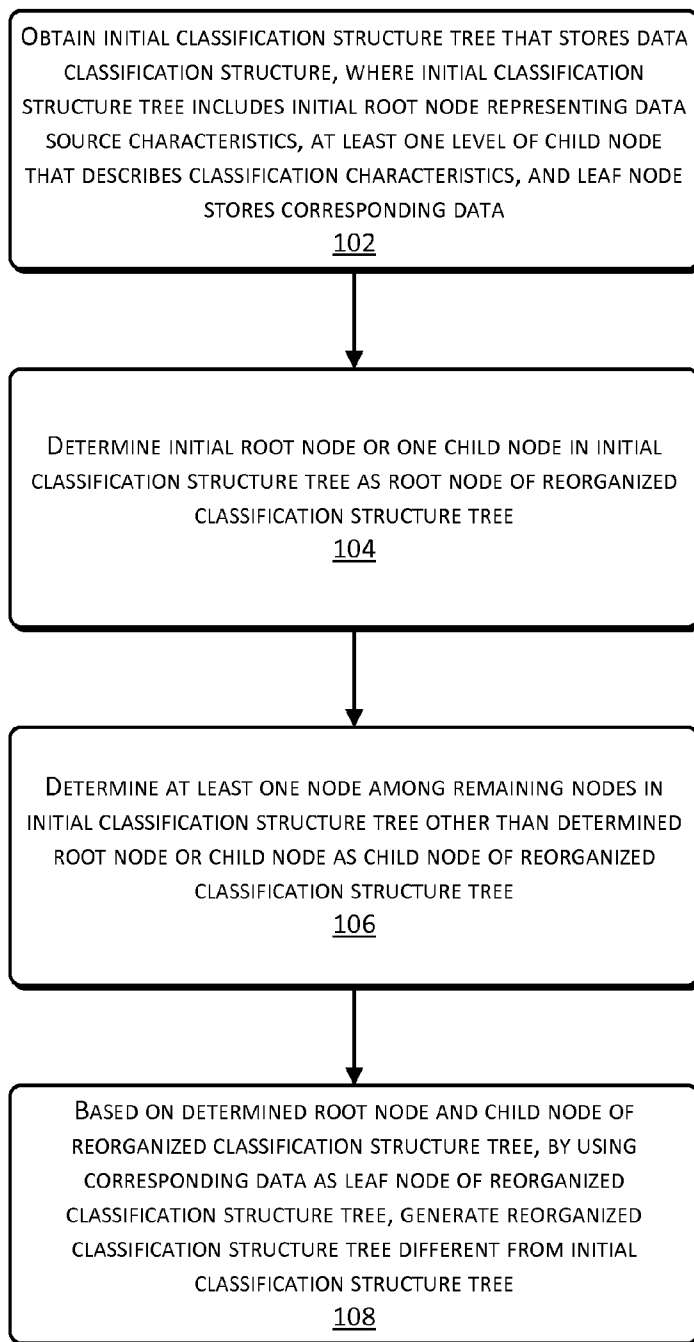 OBTAIN INITIAL CLASSIFICATION STRUCTURE TREE THAT STORES DATA
CLASSIFICATION STRUCTURE, WHERE INITIAL CLASSIFICATION
STRUCTURE TREE INCLUDES INITIAL ROOT NODE REPRESENTING DATA
SOURCE CHARACTERISTICS, AT LEAST ONE LEVEL OF CHILD NODE
THAT DESCRIBES CLASSIFICATION CHARACTERISTICS, AND LEAF NODE
STORES CORRESPONDING DATA
102
DETERMINE INITIAL ROOT NODE OR ONE CHILD NODE IN INITIAL
CLASSIFICATION STRUCTURE TREE AS ROOT NODE OF REORGANIZED
CLASSIFICATION STRUCTURE TREE
104
DETERMINE AT LEAST ONE NODE AMONG REMAINING NODES IN
INITIAL CLASSIFICATION STRUCTURE TREE OTHER THAN DETERMINED
ROOT NODE OR CHILD NODE AS CHILD NODE OF REORGANIZED
CLASSIFICATION STRUCTURE TREE
106
BASED ON DETERMINED ROOT NODE AND CHILD NODE OF
REORGANIZED CLASSIFICATION STRUCTURE TREE, BY USING
CORRESPONDING DATA AS LEAF NODE OF REORGANIZED
CLASSIFICATION STRUCTURE TREE, GENERATE REORGANIZED
CLASSIFICATION STRUCTURE TREE DIFFERENT FROM INITIAL
CLASSIFICATION STRUCTURE TREE
108